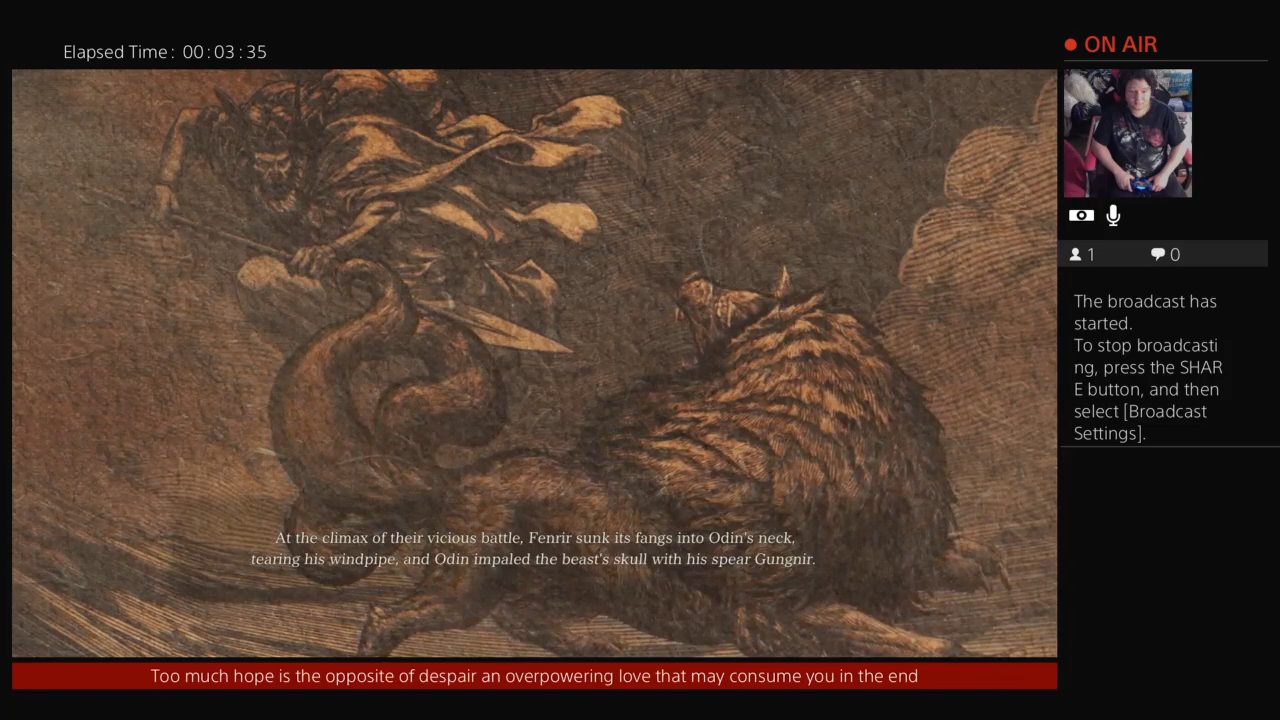 Elapsed Time: 00:03:35
ON AIR
1
0
The broadcast has
started.
To stop broadcasti
ng, press the SHAR
E button, and then
select [Broadcast
Settings].
At the climax of their vicious battle, Fenrir sunk its fangs into Odin's neck,
tearing his windpipe, and Odin impaled the beast's skull with his spear Gungnir.
Too much hope is the opposite of despair an overpowering love that may consume you in the end